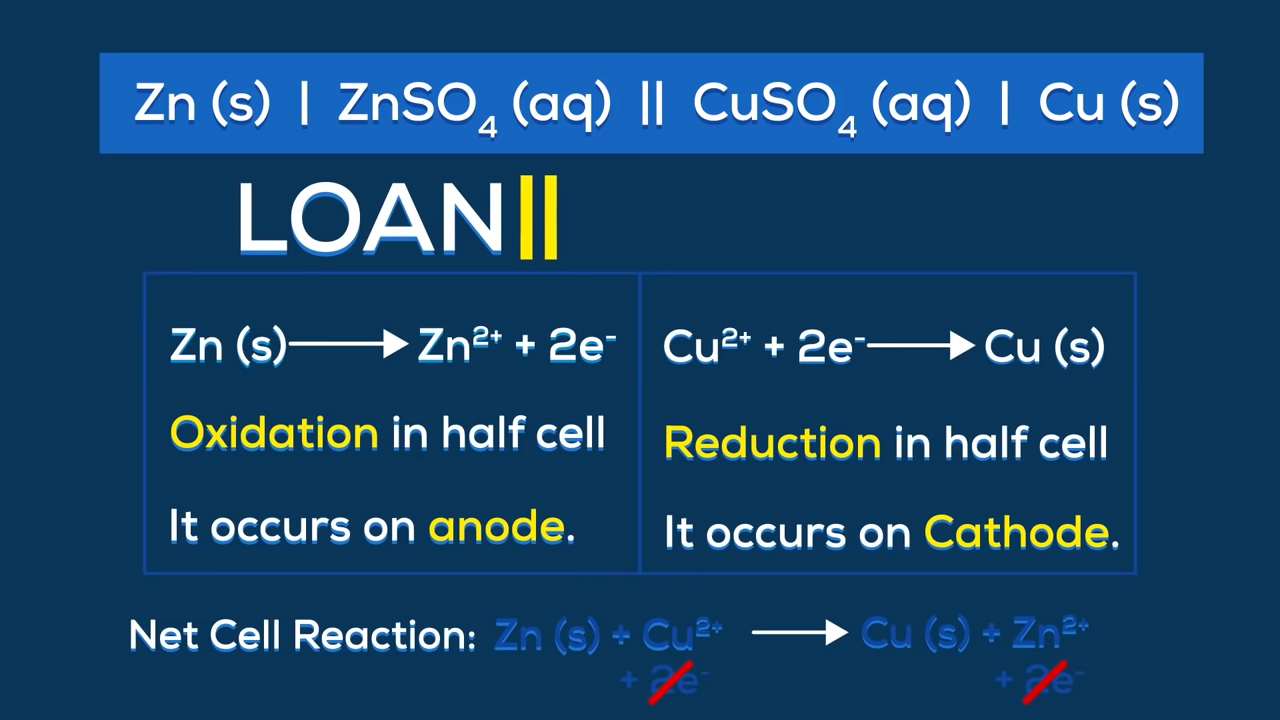 Zn (s) | ZnSO₄ (aq) || CuSO₄ (aq) | Cu (s)
LOAN||
Zn (s) ⟶ Zn²⁺ + 2e⁻
Oxidation in half cell
It occurs on anode.
Cu²⁺ + 2e⁻ ⟶ Cu (s)
Reduction in half cell
It occurs on Cathode.
Net Cell Reaction: Zn (s) + Cu²⁺ ⟶ Cu (s) + Zn²⁺
+ 2e⁻ + 2e⁻